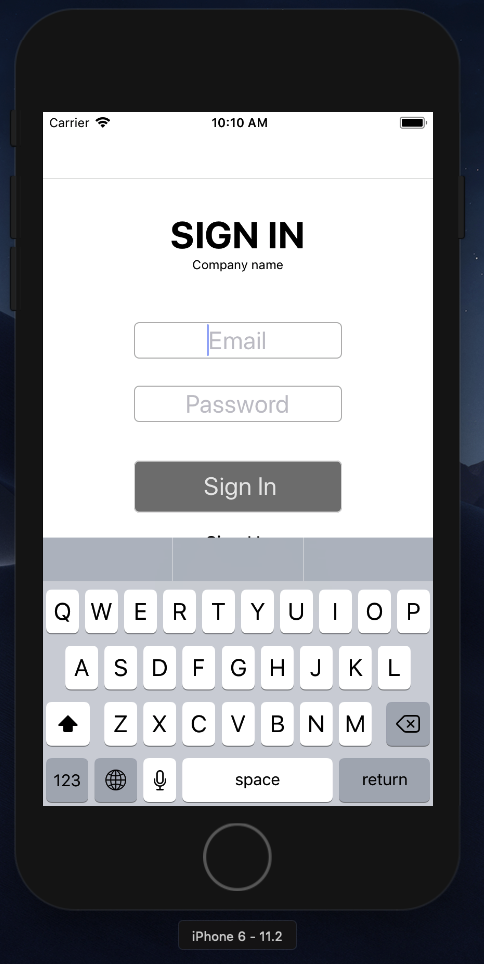 Carrier 10:10 AM
SIGN IN
Company name
Email
Password
Sign In
Q W E R T Y U I O P
A S D F G H J K L
Z X C V B N M
123 space return
iPhone 6 - 11.2